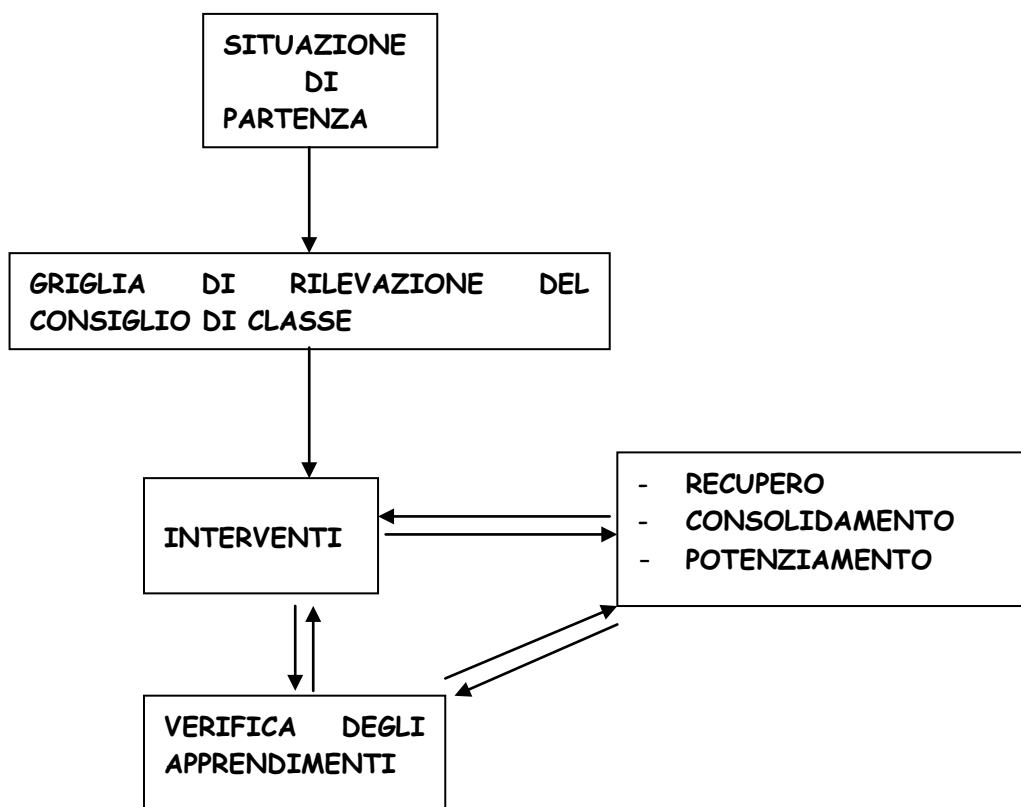 SITUAZIONE
DI
PARTENZA
GRIGLIA DI RILEVAZIONE DEL
CONSIGLIO DI CLASSE
INTERVENTI
- RECUPERO
- CONSOLIDAMENTO
- POTENZIAMENTO
VERIFICA DEGLI
APPRENDIMENTI